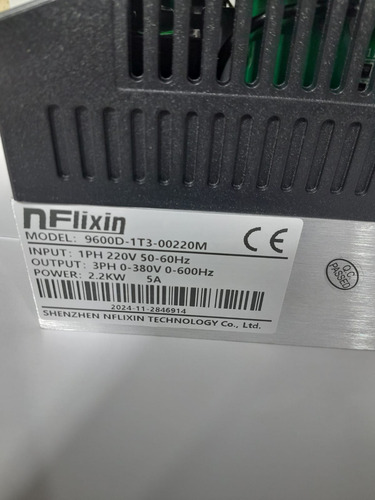 nFlixin
MODEL: 9600D-1T3-00220M
CE
INPUT: 1PH 220V 50-60Hz
OUTPUT: 3PH 0-380V 0-600Hz
POWER: 2.2KW 5A
2024-11-2846914
SHENZHEN NFLIXIN TECHNOLOGY Co., Ltd.
Q.C
PASSED